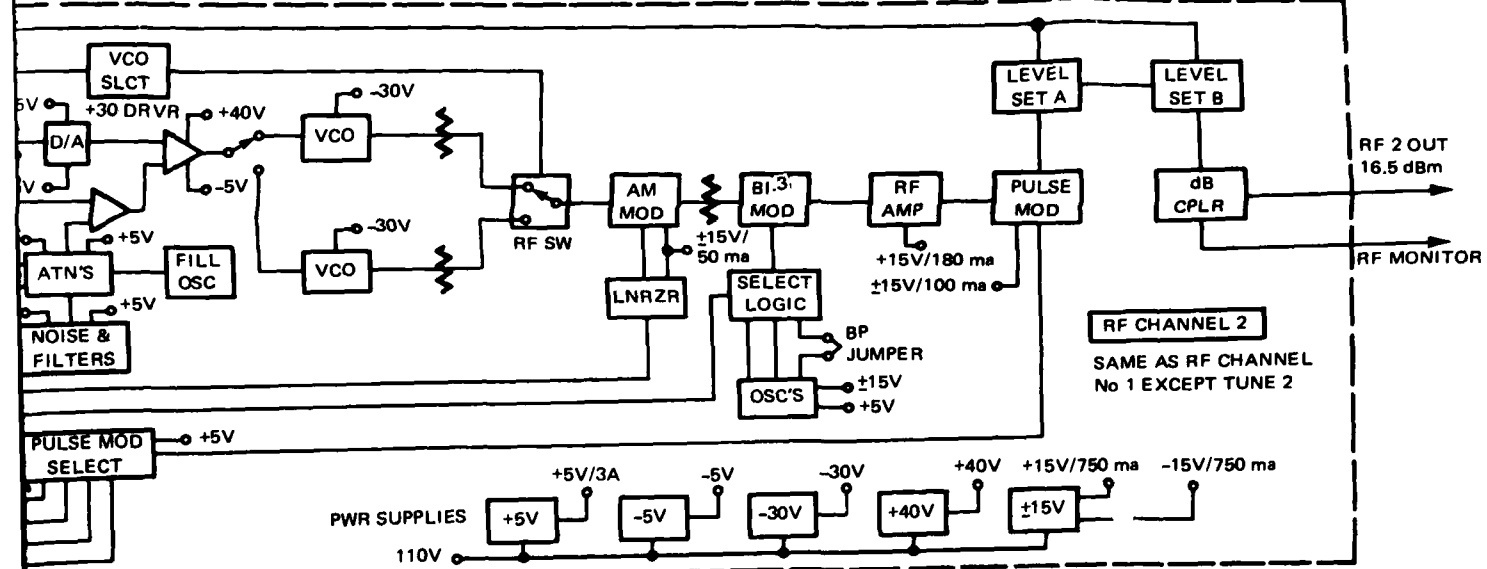 VCO
SLCT
5V
+30 DRVR
+40V
-30V
D/A
VCO
V
-5V
+5V
ATN'S
FILL
OSC
+5V
NOISE &
FILTERS
-30V
VCO
RF SW
AM
MOD
±15V/
50 ma
LNRZR
MOD
SELECT
LOGIC
BP
JUMPER
OSC'S
±15V
+5V
RF
AMP
+15V/180 ma
±15V/100 ma
LEVEL
SET A
LEVEL
SET B
PULSE
MOD
dB
CPLR
RF 2 OUT
16.5 dBm
RF MONITOR
RF CHANNEL 2
SAME AS RF CHANNEL
No 1 EXCEPT TUNE 2
PULSE MOD
SELECT
+5V
PWR SUPPLIES
110V
+5V/3A
+5V
-5V
-5V
-30V
-30V
+40V
+40V
+15V/750 ma
-15V/750 ma
±15V